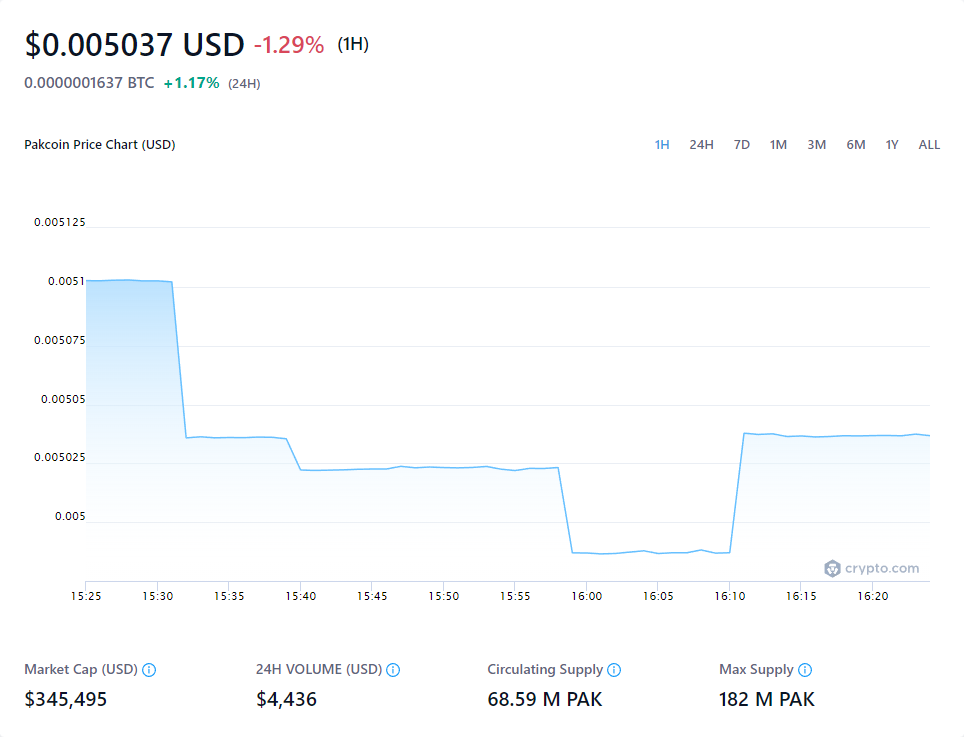 $0.005037 USD -1.29% (1H)
0.0000001637 BTC +1.17% (24H)
Pakcoin Price Chart (USD) 1H 24H 7D 1M 3M 6M 1Y ALL
0.005125
0.0051
0.005075
0.00505
0.005025
0.005
crypto.com
15:25 15:30 15:35 15:40 15:45 15:50 15:55 16:00 16:05 16:10 16:15 16:20
Market Cap (USD) 24H VOLUME (USD) Circulating Supply Max Supply
$345,495 $4,436 68.59 M PAK 182 M PAK